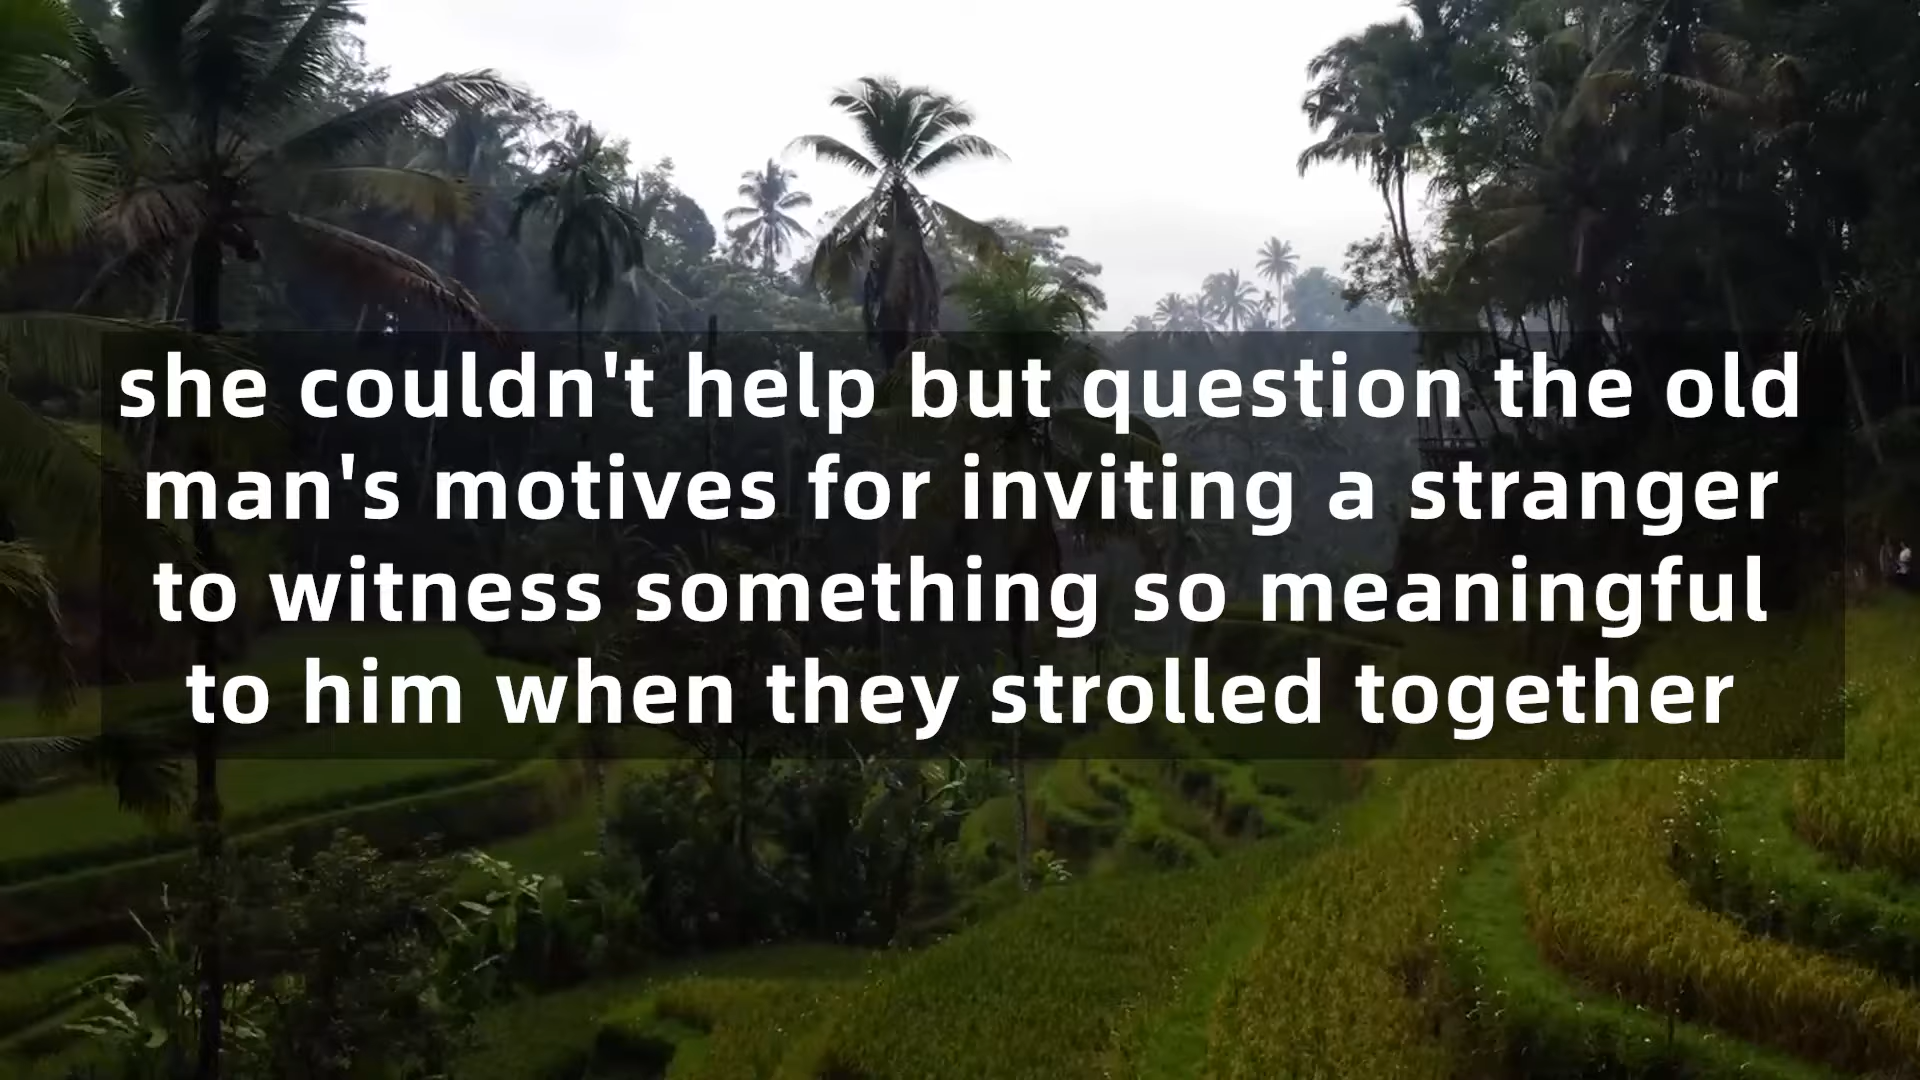 she couldn't help but question the old
man's motives for inviting a stranger
to witness something so meaningful
to him when they strolled together